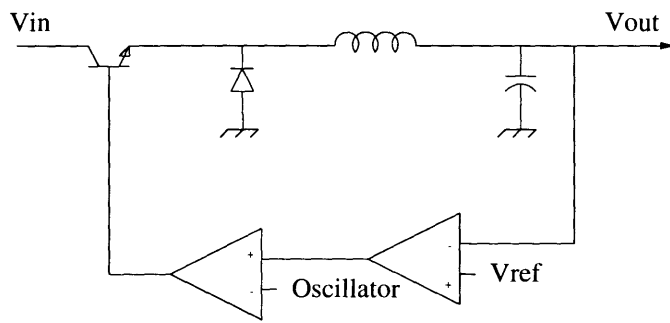 Vin
Vout
-
+
Vref
+
-
Oscillator